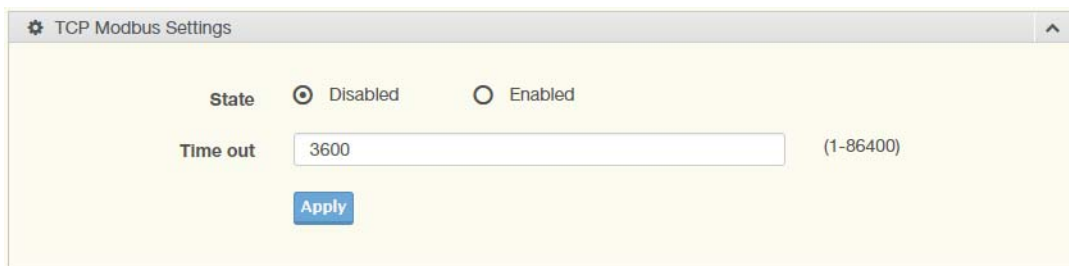 TCP Modbus Settings
State Disabled Enabled
Time out 3600 (1-86400)
Apply